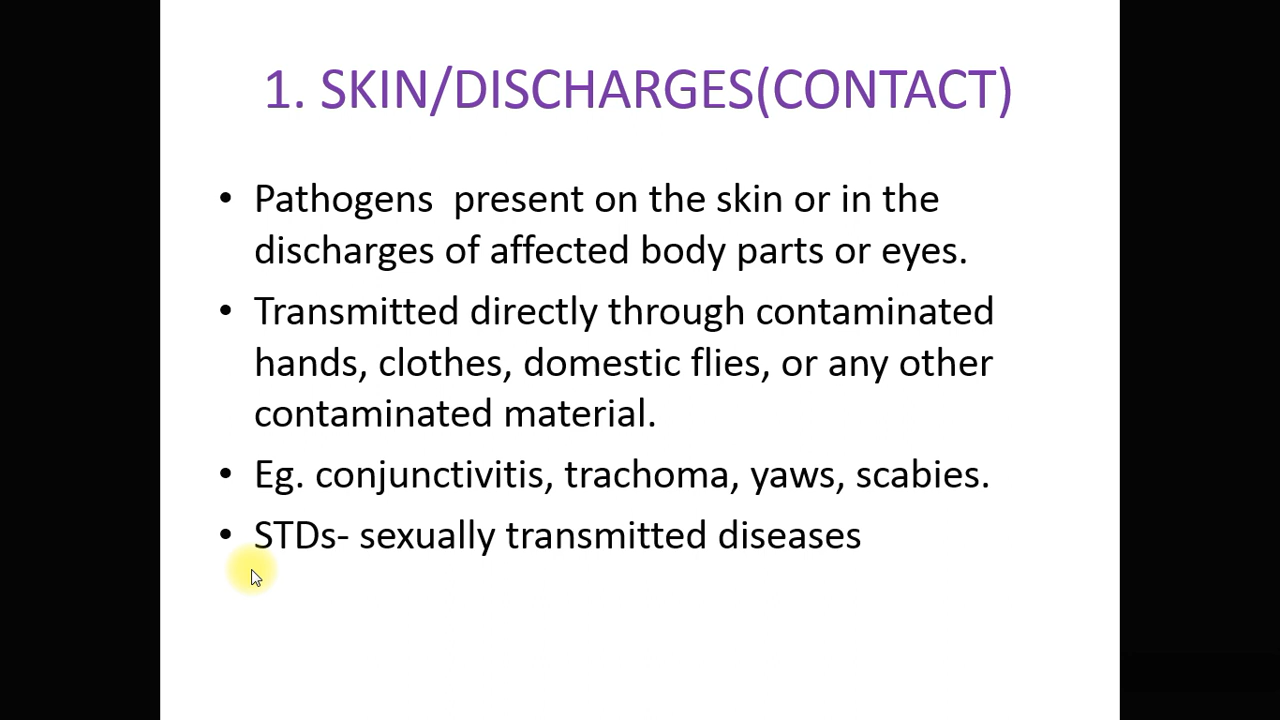 1. SKIN/DISCHARGES(CONTACT)
• Pathogens  present on the skin or in the
discharges of affected body parts or eyes.
• Transmitted directly through contaminated
hands, clothes, domestic flies, or any other
contaminated material.
• Eg. conjunctivitis, trachoma, yaws, scabies.
• STDs- sexually transmitted diseases